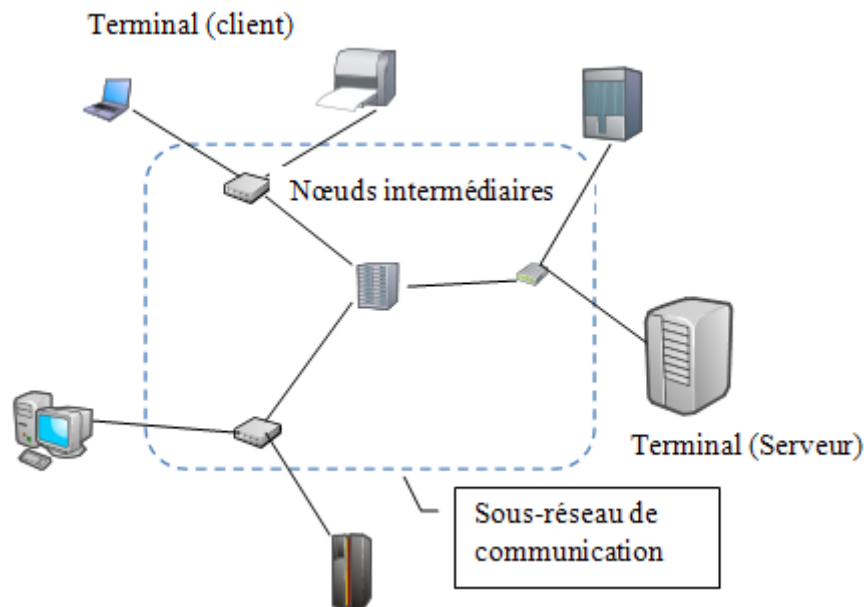 Terminal (client)
Nœuds intermédiaires
Terminal (Serveur)
Sous-réseau de
communication